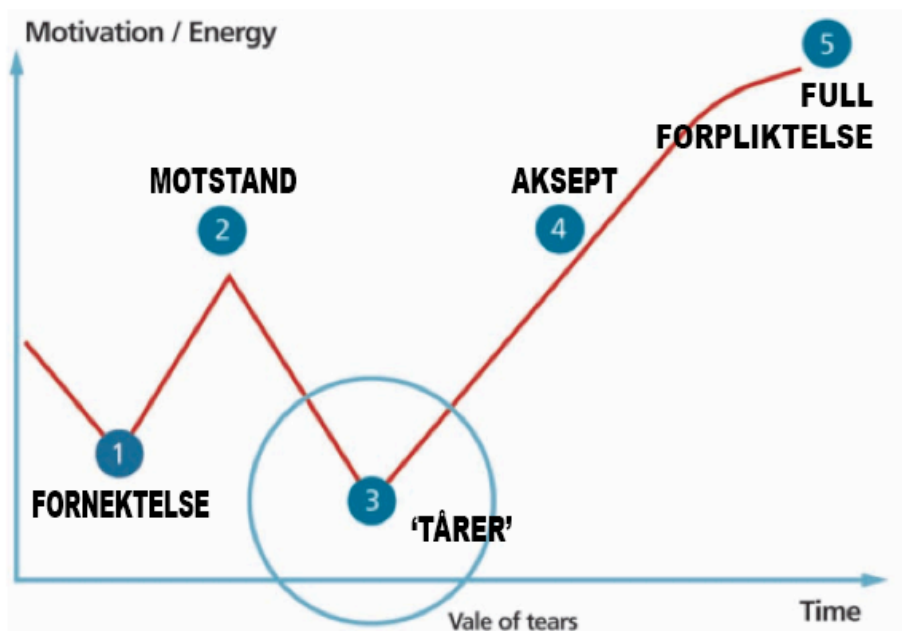 Motivation / Energy
5
FULL
FORPLIKTELSE
MOTSTAND
AKSEPT
2
4
1
FORNEKTELSE
3
‘TÅRER’
Vale of tears
Time